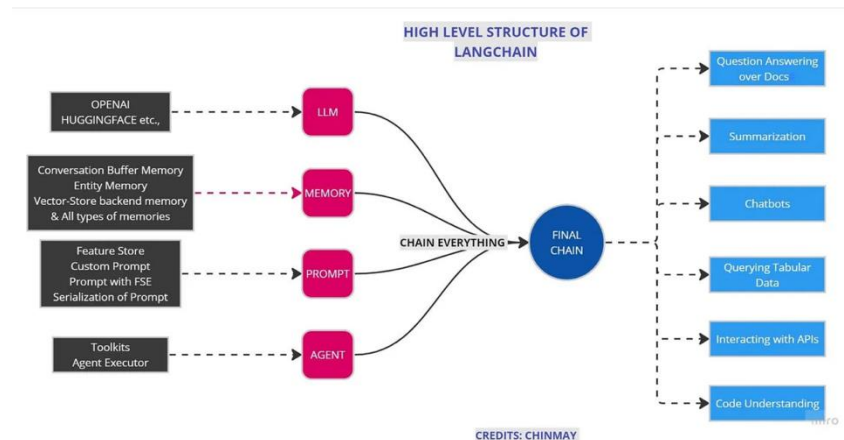 HIGH LEVEL STRUCTURE OF
LANGCHAIN
OPENAI
HUGGINGFACE etc.,
LLM
Conversation Buffer Memory
Entity Memory
Vector-Store backend memory
& All types of memories
MEMORY
Feature Store
Custom Prompt
Prompt with FSE
Serialization of Prompt
PROMPT
Toolkits
Agent Executor
AGENT
CHAIN EVERYTHING
FINAL
CHAIN
Question Answering
over Docs
Summarization
Chatbots
Querying Tabular
Data
Interacting with APIs
Code Understanding
miro
CREDITS: CHINMAY